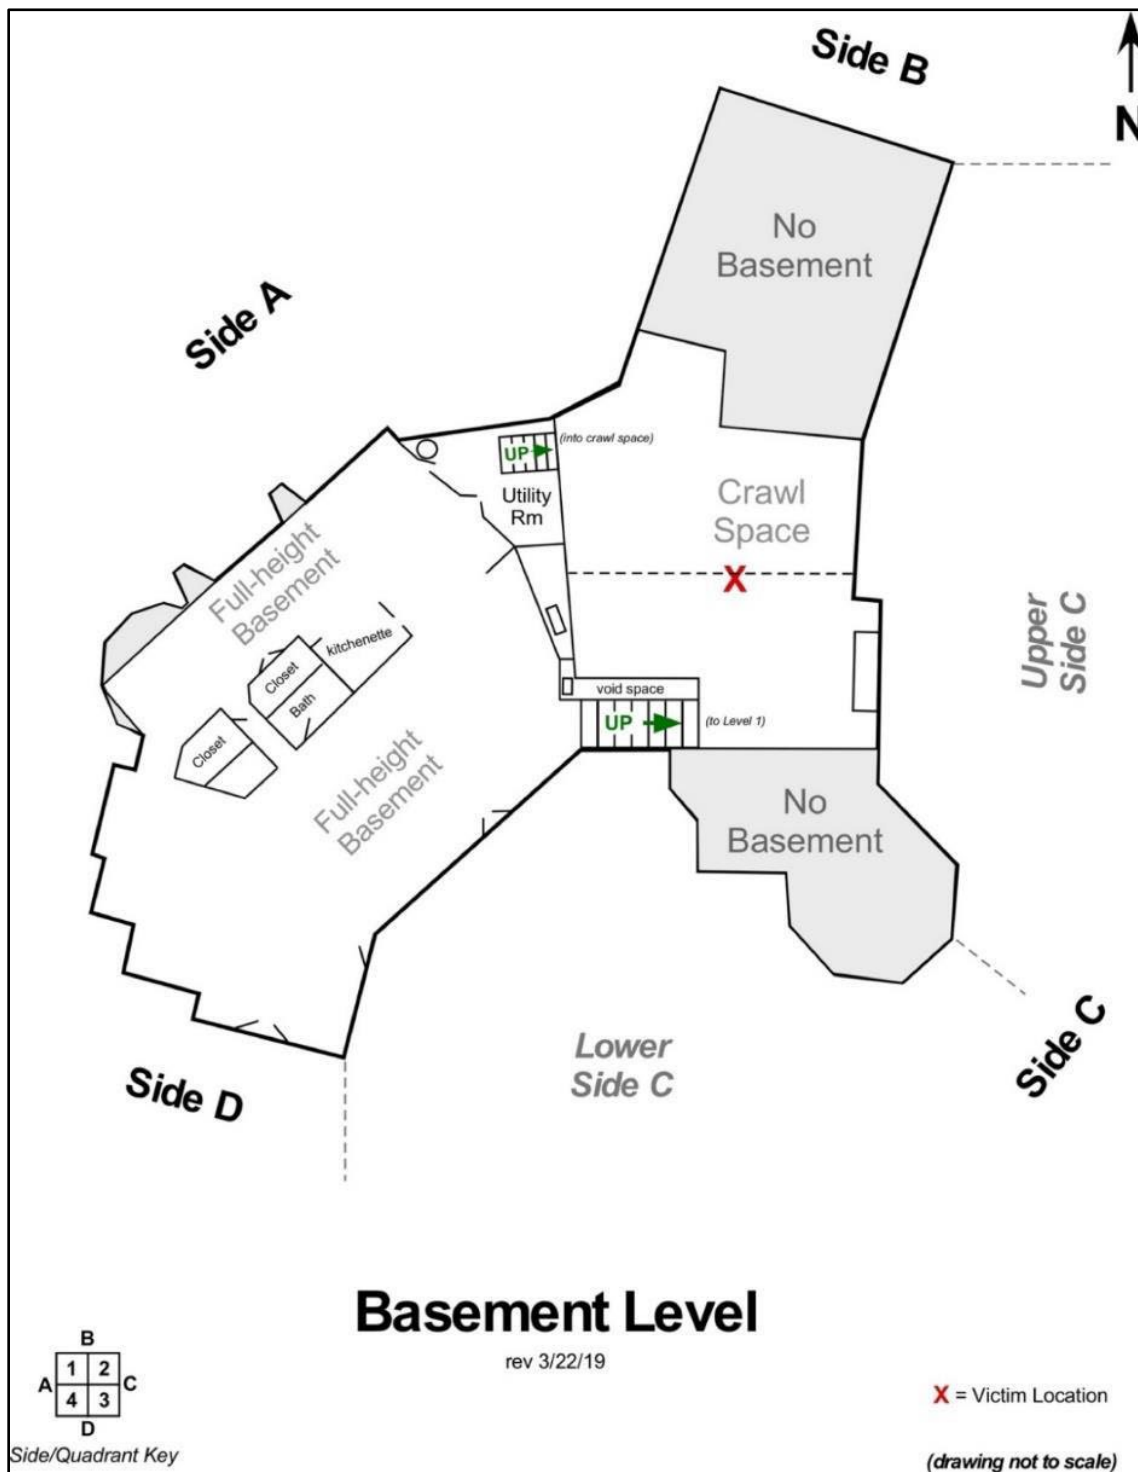 Side B
N
No
Basement
Side A
(into crawl space)
UP
Utility
Rm
Crawl
Space
X
Full-height
Basement
kitchenette
Closet
Bath
Closet
void space
UP
(to Level 1)
Upper
Side C
Full-height
Basement
No
Basement
Lower
Side C
Side C
Side D
Basement Level
rev 3/22/19
B
1 2
A C
4 3
D
Side/Quadrant Key
X = Victim Location
(drawing not to scale)